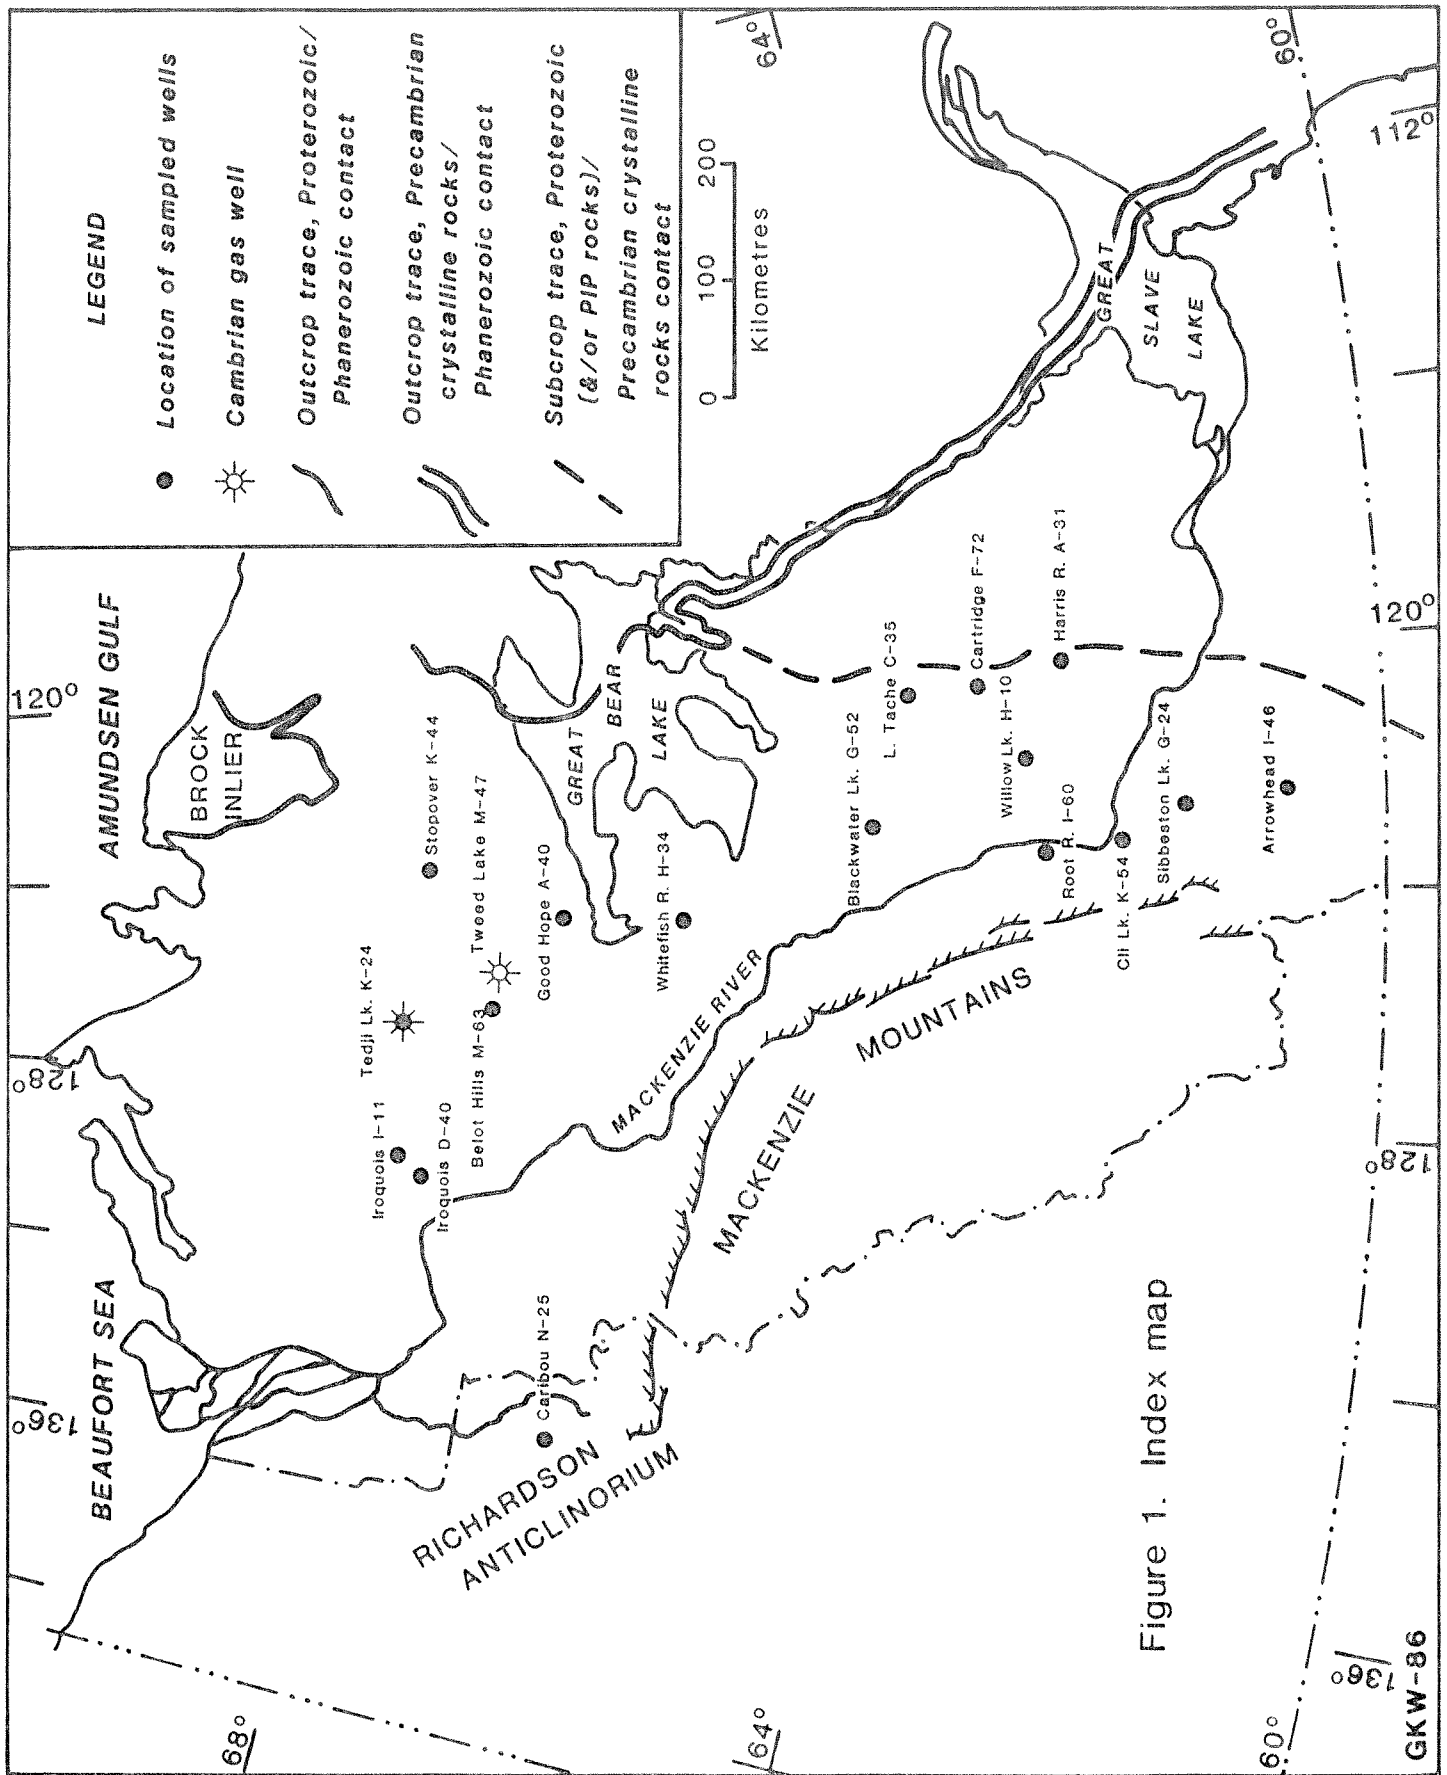 LEGEND
Location of sampled wells
Cambrian gas well
Outcrop trace, Proterozoic/
Phanerozoic contact
Outcrop trace, Precambrian
crystalline rocks/
Phanerozoic contact
Subcrop trace, Proterozoic
(&/or PIP rocks)/
Precambrian crystalline
rocks contact
0 100 200
Kilometres
BEAUFORT SEA
AMUNDSEN GULF
136°
128°
120°
BROCK
INLIER
68°
64°
60°
64°
60°
136°
128°
120°
112°
Iroquois I-11
Tedji Lk. K-24
Stopover K-44
Iroquois D-40
Belot Hills M-63
Tweed Lake M-47
Good Hope A-40
Whitefish R. H-34
Caribou N-25
GREAT
BEAR
LAKE
RICHARDSON
ANTICLINORIUM
MACKENZIE RIVER
MACKENZIE
MOUNTAINS
Blackwater Lk. G-52
L. Tache C-35
Cartridge F-72
Willow Lk. H-10
Harris R. A-31
Root R. I-60
Cli Lk. K-54
Sibbeston Lk. G-24
Arrowhead I-46
GREAT
SLAVE
LAKE
Figure 1. Index map
GKW-86